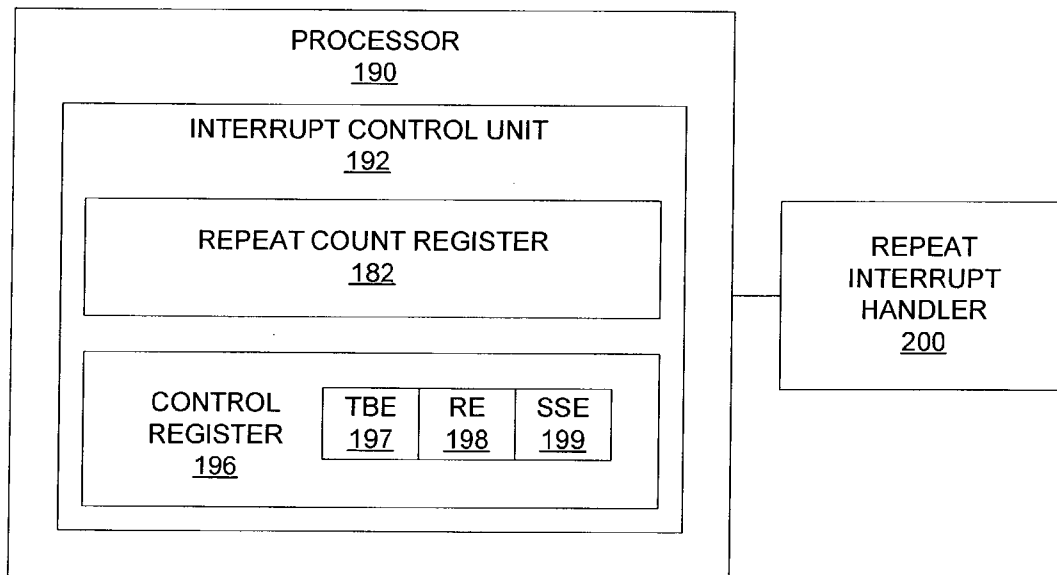 PROCESSOR
190
INTERRUPT CONTROL UNIT
192
REPEAT COUNT REGISTER
182
CONTROL
REGISTER
196
TBE
197
RE
198
SSE
199
REPEAT
INTERRUPT
HANDLER
200